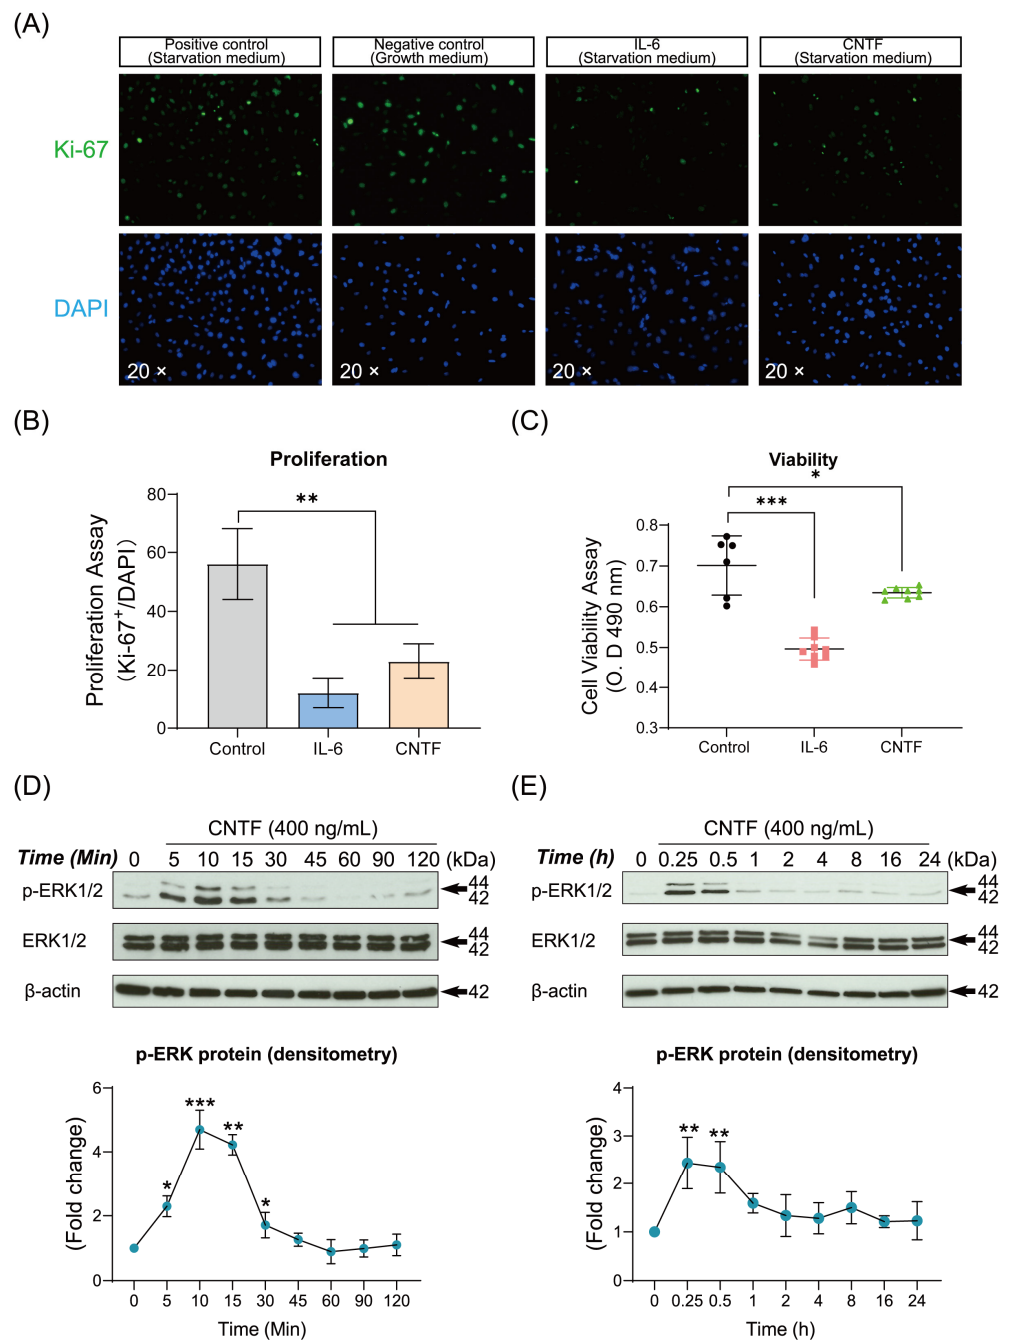 (A)
Positive control
(Starvation medium)
Negative control
(Growth medium)
IL-6
(Starvation medium)
CNTF
(Starvation medium)
Ki-67
DAPI
20 ×
20 ×
20 ×
20 ×
(B)
Proliferation
**
Proliferation Assay
(Ki-67+/DAPI)
80
60
40
20
0
Control
IL-6
CNTF
(C)
Viability
*
***
Cell Viability Assay
(O. D 490 nm)
0.8
0.7
0.6
0.5
0.4
0.3
Control
IL-6
CNTF
(D)
CNTF (400 ng/mL)
Time (Min) 0 5 10 15 30 45 60 90 120 (kDa)
p-ERK1/2
44
42
ERK1/2
44
42
β-actin
42
p-ERK protein (densitometry)
(Fold change)
6
4
2
0
*
***
**
*
0 5 10 15 30 45 60 90 120
Time (Min)
(E)
CNTF (400 ng/mL)
Time (h) 0 0.25 0.5 1 2 4 8 16 24 (kDa)
p-ERK1/2
44
42
ERK1/2
44
42
β-actin
42
p-ERK protein (densitometry)
(Fold change)
4
3
2
1
0
**
**
0 0.25 0.5 1 2 4 8 16 24
Time (h)